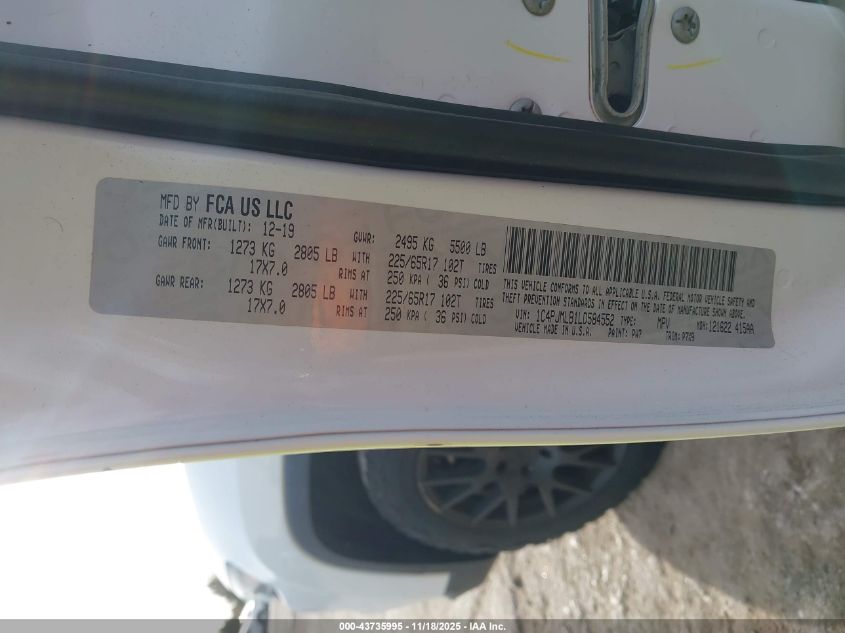 MFD BY FCA US LLC
DATE OF MFR(BUILT): 12-19 GVWR: 2495 KG 5500 LB
GAWR FRONT: 1273 KG 2805 LB WITH 225/65R17 102T TIRES
17X7.0 RIMS AT 250 KPA ( 36 PSI) COLD
GAWR REAR: 1273 KG 2805 LB WITH 225/65R17 102T TIRES
17X7.0 RIMS AT 250 KPA ( 36 PSI) COLD
THIS VEHICLE CONFORMS TO ALL APPLICABLE U.S.A. FEDERAL MOTOR VEHICLE SAFETY AND
THEFT PREVENTION STANDARDS IN EFFECT ON THE DATE OF MANUFACTURE SHOWN ABOVE.
VIN: 1C4PJMLB1LD584552 TYPE: MPV MDH: 121822 415AA
VEHICLE MADE IN U.S.A. PAINT: PW7 TRIM: P7X9
000-43735995 - 11/18/2025 - IAA Inc.